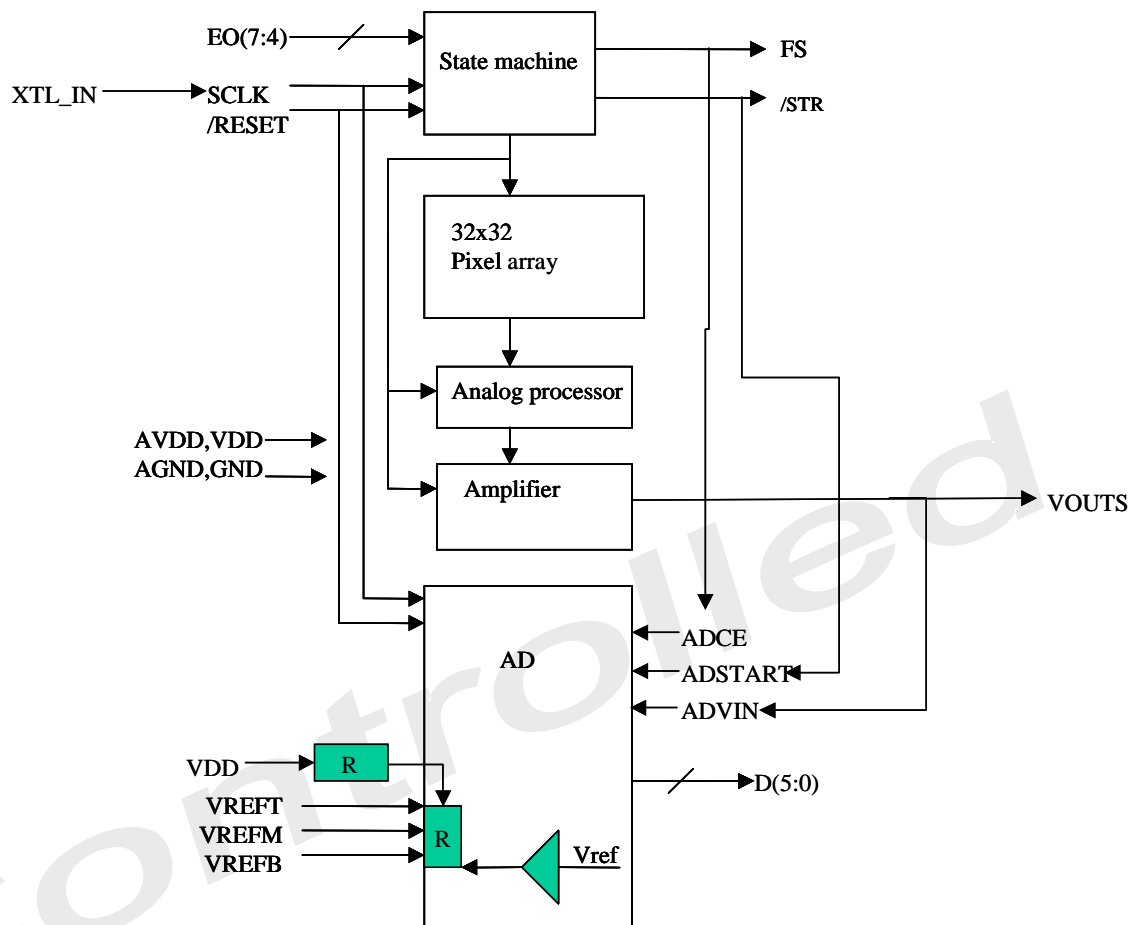 EO(7:4)
State machine
FS
XTL_IN
SCLK
/STR
/RESET
32x32
Pixel array
Analog processor
AVDD,VDD
AGND,GND
Amplifier
VOUTS
ADCE
AD
ADSTART
ADVIN
VDD
R
D(5:0)
VREFT
VREFM
R
VREFB
Vref
ontrolled